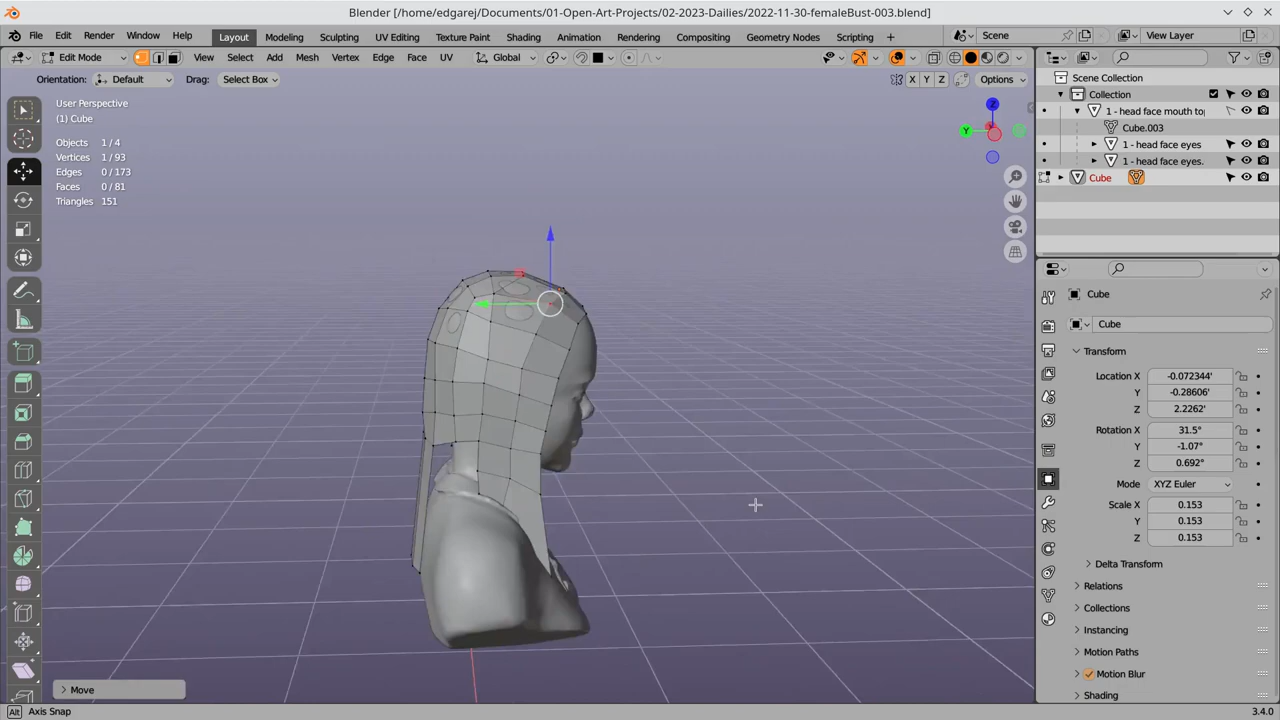 Blender [/home/edgarej/Documents/01-Open-Art-Projects/02-2023-Dailies/2022-11-30-femaleBust-003.blend]
File Edit Render Window Help Layout Modeling Sculpting UV Editing Texture Paint Shading Animation Rendering Compositing Geometry Nodes Scripting + Scene View Layer
Edit Mode View Select Add Mesh Vertex Edge Face UV Global
Orientation: Default Drag: Select Box X Y Z Options
User Perspective
(1) Cube
Objects 1 / 4
Vertices 1 / 93
Edges 0 / 173
Faces 0 / 81
Triangles 151
Z
Y
Scene Collection
Collection
1 - head face mouth to
Cube.003
1 - head face eyes
1 - head face eyes.
Cube
Cube
Cube
Transform
Location X -0.072344'
Y -0.28606'
Z 2.2262'
Rotation X 31.5°
Y -1.07°
Z 0.692°
Mode XYZ Euler
Scale X 0.153
Y 0.153
Z 0.153
Delta Transform
Relations
Collections
Instancing
Motion Paths
Motion Blur
Shading
Move
Alt Axis Snap 3.4.0